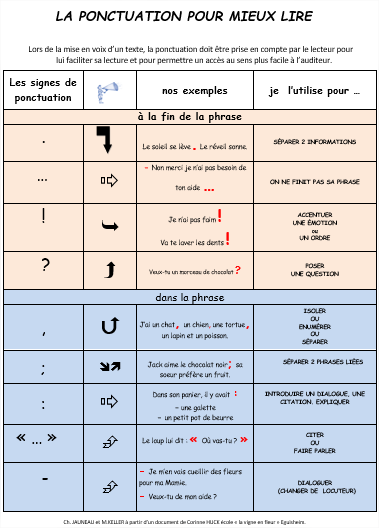 LA PONCTUATION POUR MIEUX LIRE
Lors de la mise en voix d'un texte, la ponctuation doit être prise en compte par le lecteur pour
lui faciliter sa lecture et pour permettre un accès au sens plus facile à l'auditeur.
Les signes de
ponctuation
nos exemples
je l'utilise pour ...
à la fin de la phrase
.
Le soleil se lève. Le réveil sonne.
SÉPARER 2 INFORMATIONS
...
- Non merci je n'ai pas besoin de
ton aide ...
ON NE FINIT PAS SA PHRASE
!
Je n'ai pas faim !
Va te laver les dents !
ACCENTUER
UNE ÉMOTION
ou
UN ORDRE
?
Veux-tu un morceau de chocolat ?
POSER
UNE QUESTION
dans la phrase
,
J'ai un chat, un chien, une tortue,
un lapin et un poisson.
ISOLER
OU
ENUMÉRER
OU
SÉPARER
;
Jack aime le chocolat noir; sa
soeur préfère un fruit.
SÉPARER 2 PHRASES LIÉES
:
Dans son panier, il y avait :
- une galette
- un petit pot de beurre
INTRODUIRE UN DIALOGUE, UNE
CITATION. EXPLIQUER
« ... »
Le loup lui dit : « Où vas-tu ? »
CITER
OU
FAIRE PARLER
-
- Je m'en vais cueillir des fleurs
pour ma Mamie.
- Veux-tu de mon aide ?
DIALOGUER
(CHANGER DE LOCUTEUR)
Ch. JAUNEAU et M.KELLER à partir d'un document de Corinne HUCK école « la vigne en fleur » Eguisheim.